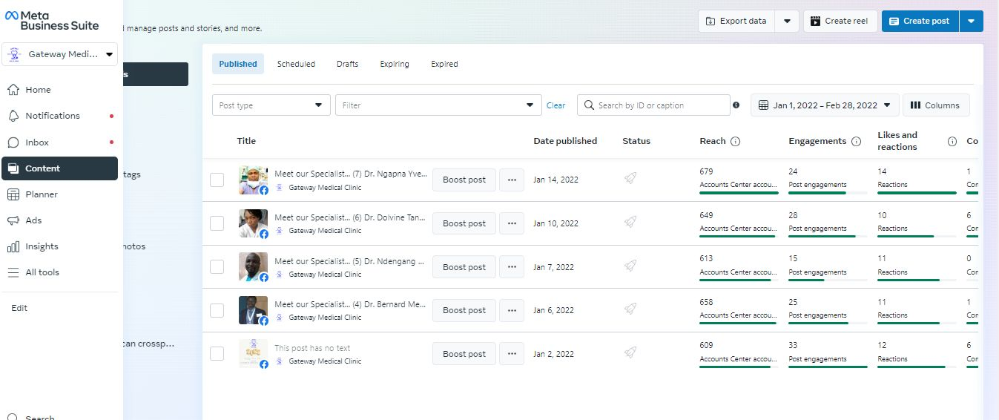 Meta
Business Suite
d manage posts and stories, and more.
Export data
Create reel
Create post
Gateway Medi...
Published
Scheduled
Drafts
Expiring
Expired
s
Home
Notifications
Inbox
Content
Planner
Ads
Insights
All tools
Edit
Search
tags
hotos
can crossp...
Post type
Filter
Clear
Search by ID or caption
Jan 1, 2022 – Feb 28, 2022
Columns
Title
Date published
Status
Reach
Engagements
Likes and
reactions
Co
Meet our Specialist... (7) Dr. Ngapna Yve...
Gateway Medical Clinic
Boost post
...
Jan 14, 2022
679
Accounts Center accou...
24
Post engagements
14
Reactions
1
Con
Meet our Specialist... (6) Dr. Dolvine Tan...
Gateway Medical Clinic
Boost post
...
Jan 10, 2022
649
Accounts Center accou...
28
Post engagements
10
Reactions
6
Con
Meet our Specialist... (5) Dr. Ndengang ...
Gateway Medical Clinic
Boost post
...
Jan 7, 2022
613
Accounts Center accou...
15
Post engagements
11
Reactions
0
Con
Meet our Specialist... (4) Dr. Bernard Me...
Gateway Medical Clinic
Boost post
...
Jan 6, 2022
658
Accounts Center accou...
25
Post engagements
11
Reactions
1
Con
This post has no text
Gateway Medical Clinic
Boost post
...
Jan 2, 2022
609
Accounts Center accou...
33
Post engagements
12
Reactions
6
Con